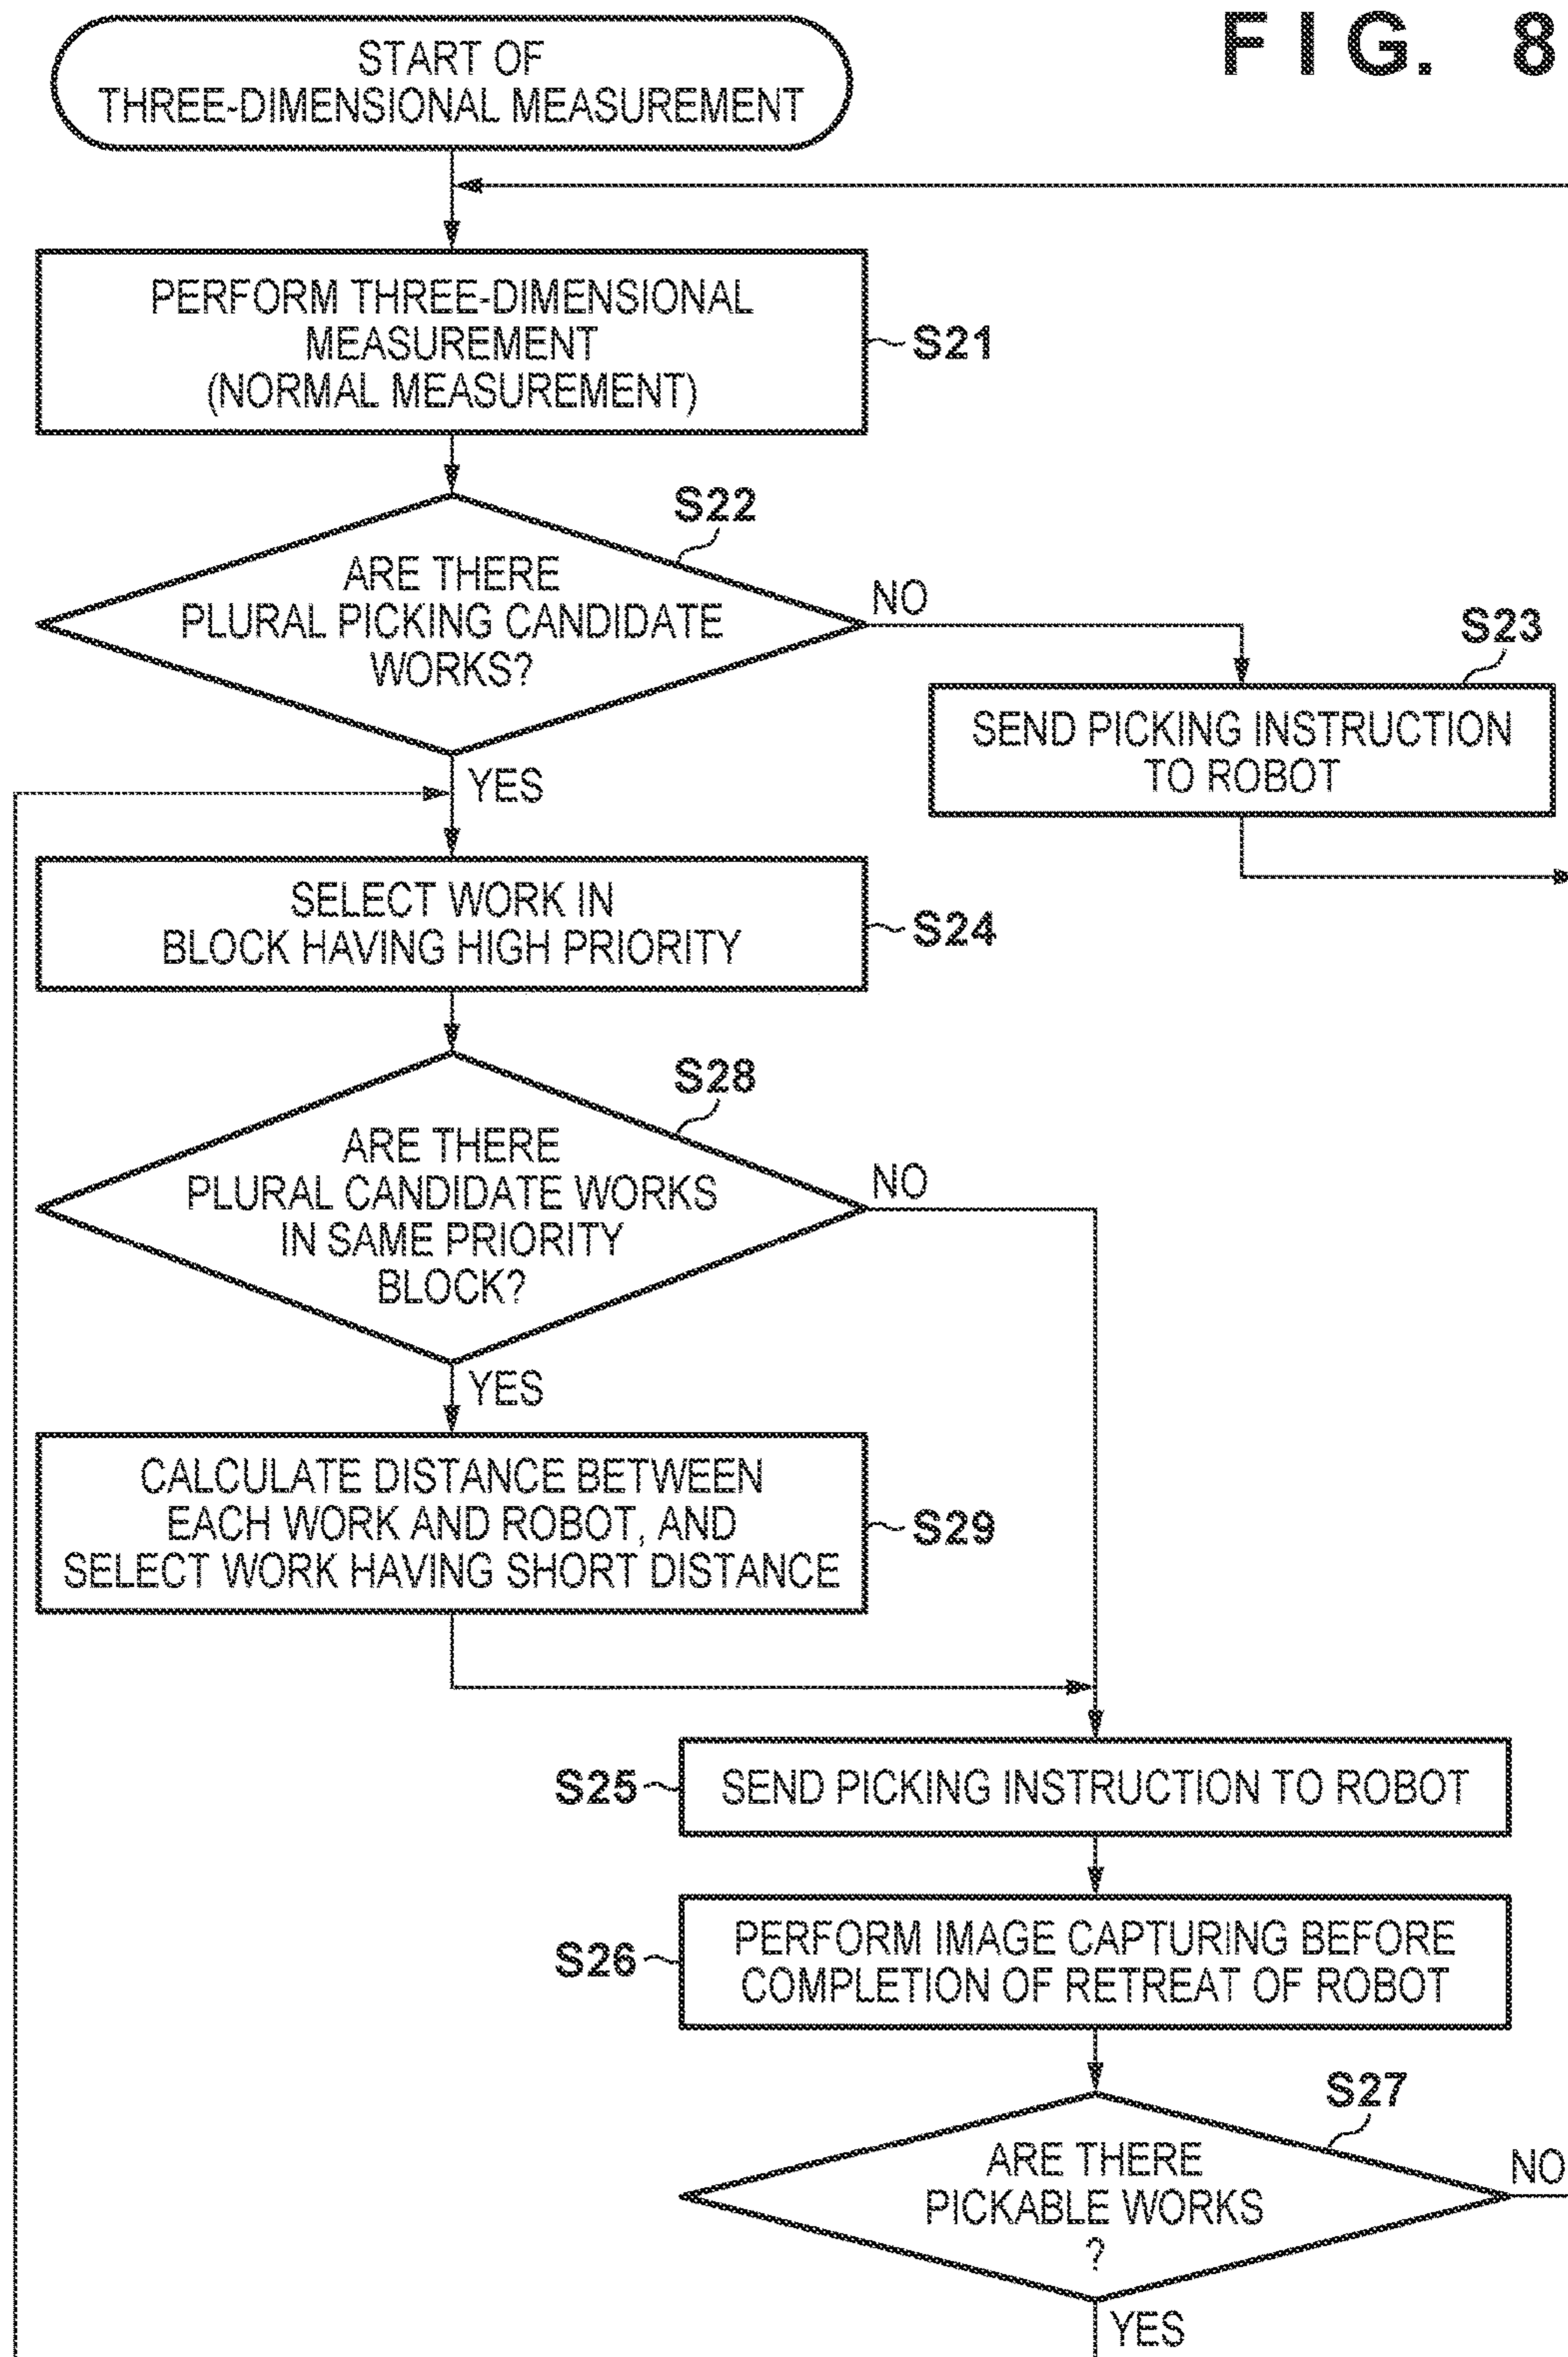 FIG. 8
START OF
THREE-DIMENSIONAL MEASUREMENT
PERFORM THREE-DIMENSIONAL
MEASUREMENT
(NORMAL MEASUREMENT)
S21
S22
ARE THERE
PLURAL PICKING CANDIDATE
WORKS?
NO
YES
S23
SEND PICKING INSTRUCTION
TO ROBOT
SELECT WORK IN
BLOCK HAVING HIGH PRIORITY
S24
S28
ARE THERE
PLURAL CANDIDATE WORKS
IN SAME PRIORITY
BLOCK?
NO
YES
CALCULATE DISTANCE BETWEEN
EACH WORK AND ROBOT, AND
SELECT WORK HAVING SHORT DISTANCE
S29
S25
SEND PICKING INSTRUCTION TO ROBOT
S26
PERFORM IMAGE CAPTURING BEFORE
COMPLETION OF RETREAT OF ROBOT
S27
ARE THERE
PICKABLE WORKS
?
NO
YES